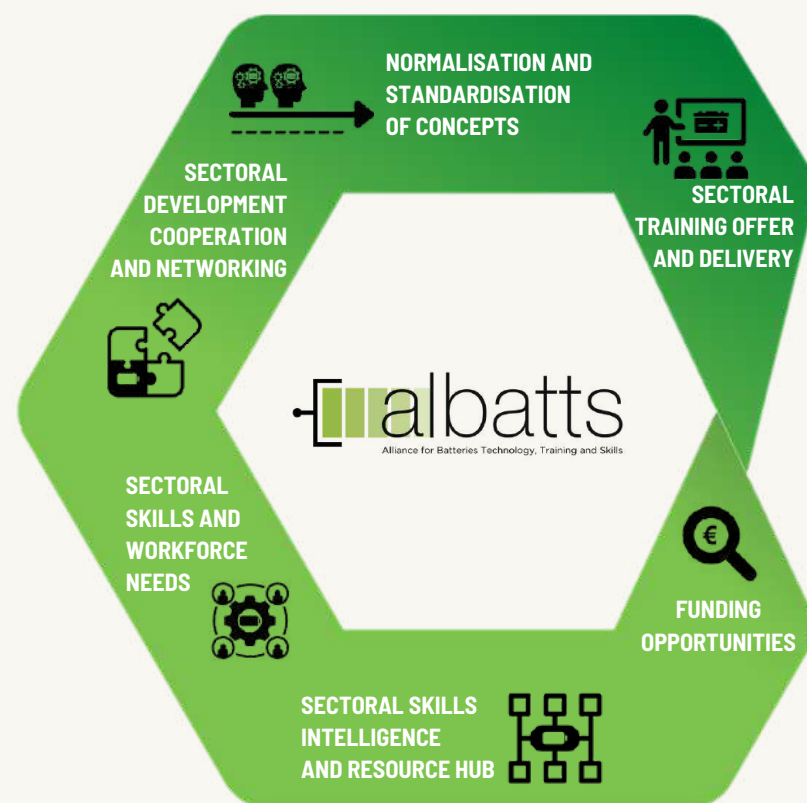 NORMALISATION AND
STANDARDISATION
OF CONCEPTS
SECTORAL
TRAINING OFFER
AND DELIVERY
SECTORAL
DEVELOPMENT
COOPERATION
AND NETWORKING
albatts
Alliance for Batteries Technology, Training and Skills
SECTORAL
SKILLS AND
WORKFORCE
NEEDS
€
FUNDING
OPPORTUNITIES
SECTORAL SKILLS
INTELLIGENCE
AND RESOURCE HUB